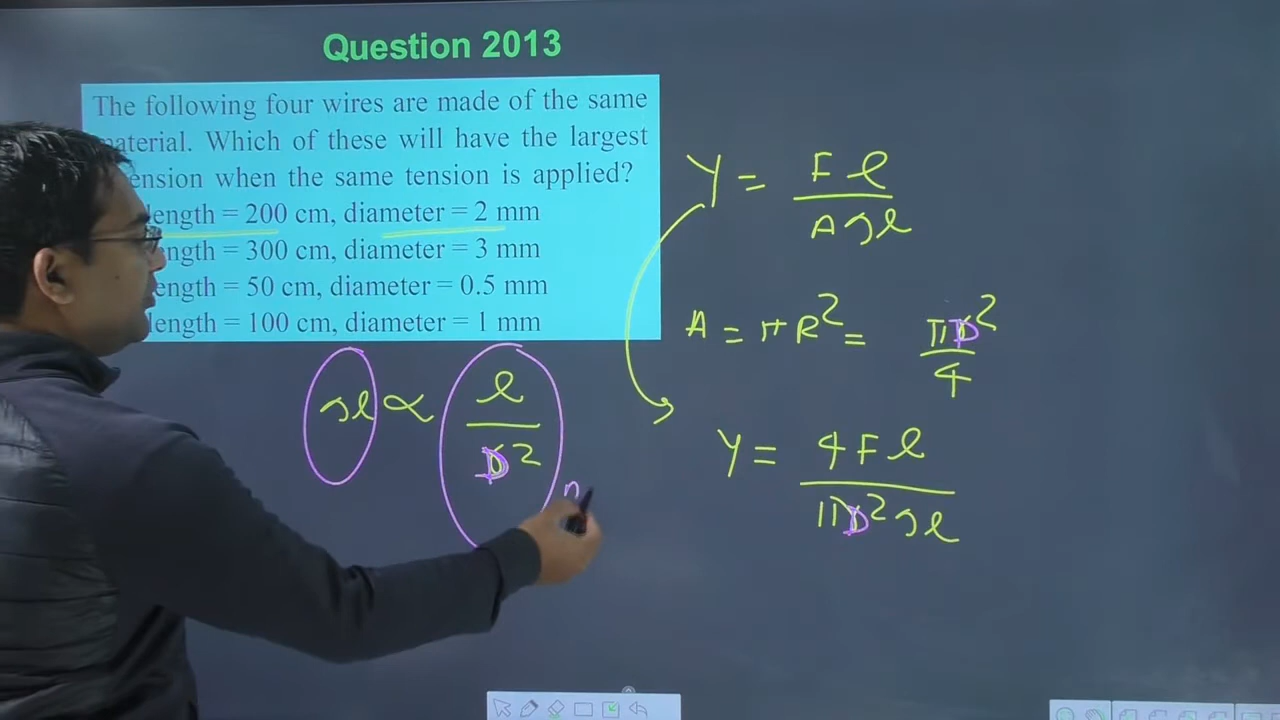 Question 2013
The following four wires are made of the same
material. Which of these will have the largest
tension when the same tension is applied?
length = 200 cm, diameter = 2 mm
length = 300 cm, diameter = 3 mm
length = 50 cm, diameter = 0.5 mm
length = 100 cm, diameter = 1 mm
Y = Fl / AΔl
A = πR² = πD² / 4
Δl ∝ l / D²
Y = 4Fl / πD²Δl